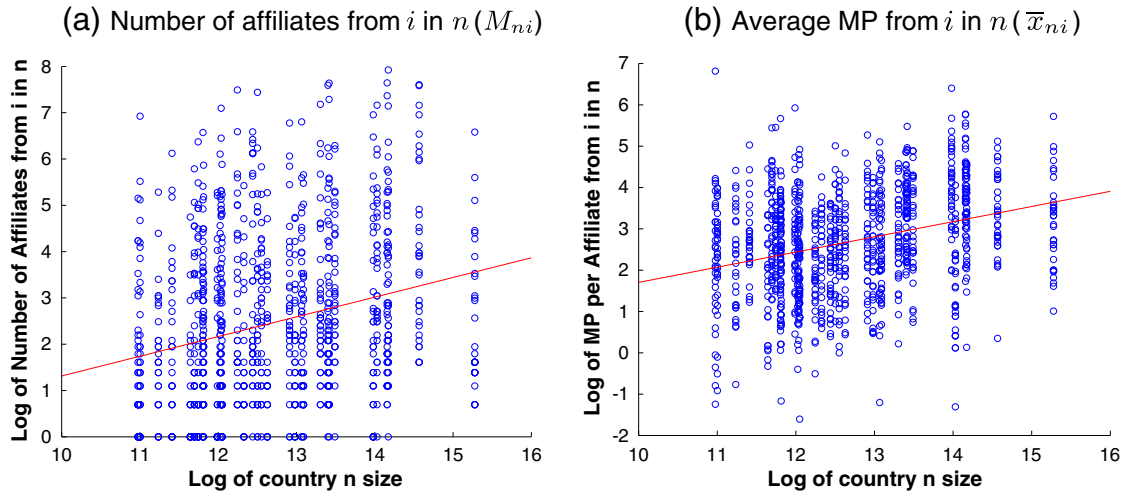 (a) Number of affiliates from i in n (M_{ni})
Log of Number of Affiliates from i in n
8
7
6
5
4
3
2
1
0
10 11 12 13 14 15 16
Log of country n size
(b) Average MP from i in n ( \overline{x}_{ni})
Log of MP per Affiliate from i in n
7
6
5
4
3
2
1
0
-1
-2
10 11 12 13 14 15 16
Log of country n size